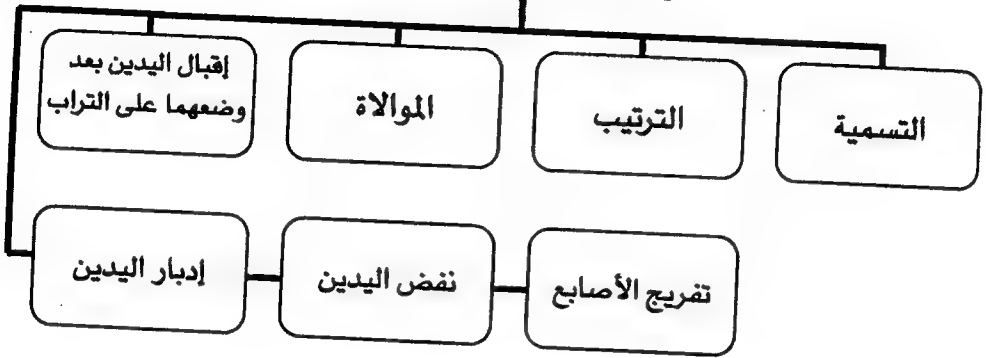 التسمية
الترتيب
الموالاة
إقبال اليدين بعد
وضعهما على التراب
إدبار اليدين
نفض اليدين
تفريج الأصابع